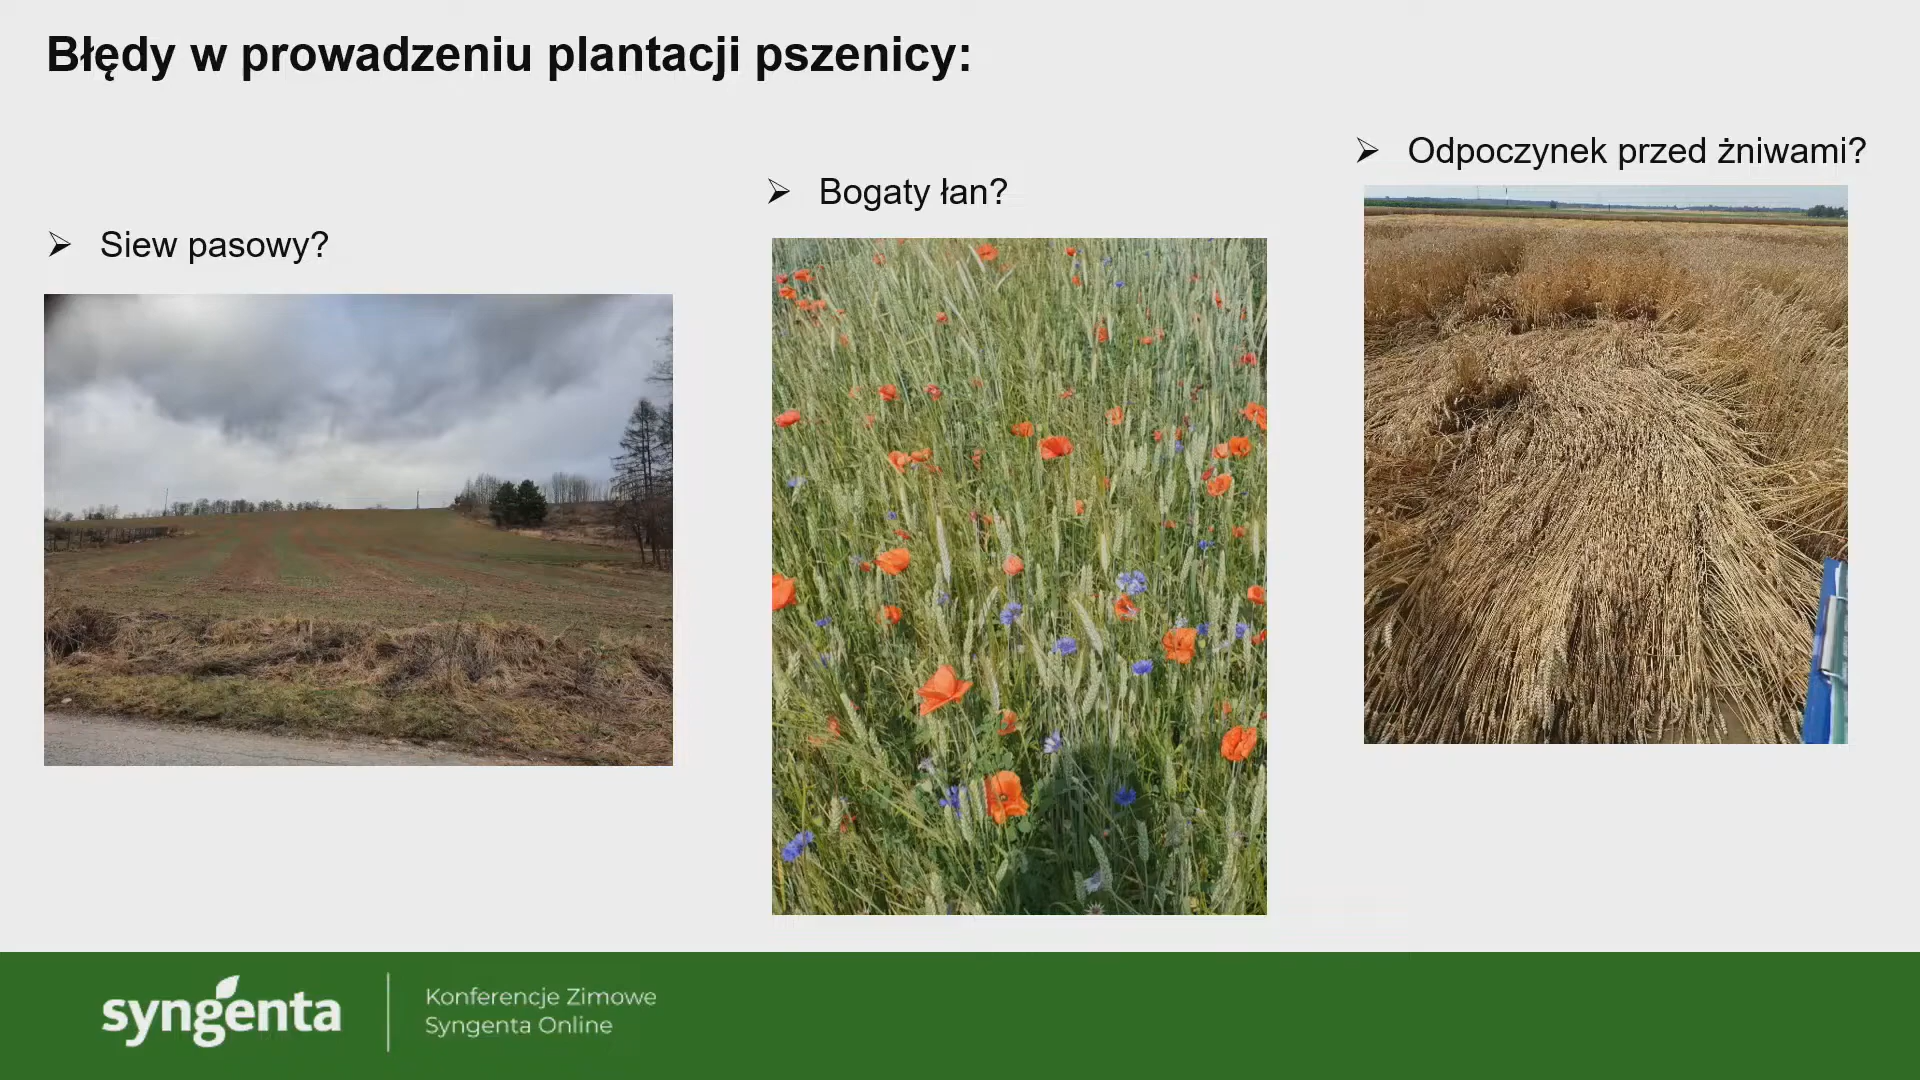 Błędy w prowadzeniu plantacji pszenicy:
➢ Siew pasowy?
➢ Bogaty łan?
➢ Odpoczynek przed żniwami?
syngenta
Konferencje Zimowe
Syngenta Online